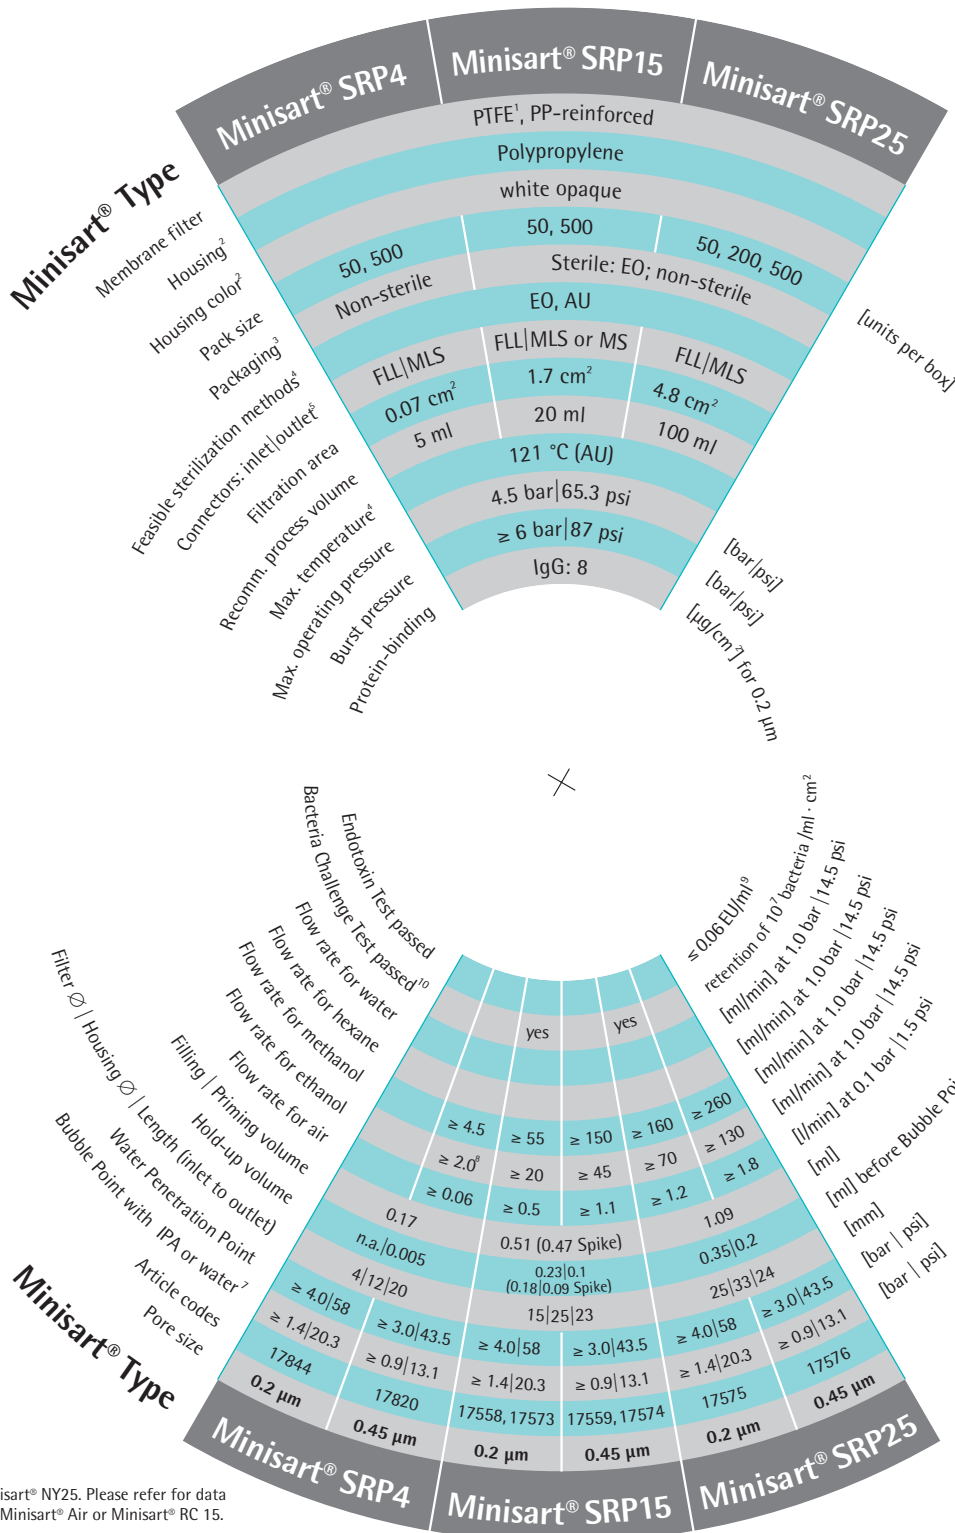 Minisart® SRP4
Minisart® SRP15
Minisart® SRP25
Minisart® Type
PTFE¹, PP-reinforced
Polypropylene
white opaque
50, 500
50, 500
50, 200, 500
Non-sterile
Sterile: EO; non-sterile
EO, AU
FLL|MLS
FLL|MLS or MS
FLL|MLS
0.07 cm²
1.7 cm²
4.8 cm²
5 ml
20 ml
100 ml
121 °C (AU)
4.5 bar|65.3 psi
≥ 6 bar|87 psi
IgG: 8
Membrane filter
Housing²
Housing color²
Pack size
Packaging³
Feasible sterilization methods⁴
Connectors: inlet|outlet⁵
Filtration area
Recomm. process volume
Max. temperature⁴
Max. operating pressure
Burst pressure
Protein-binding
[units per box]
[bar|psi]
[bar|psi]
[µg/cm²] for 0.2 µm
Endotoxin Test passed
Bacteria Challenge Test passed¹⁰
Flow rate for water
Flow rate for hexane
Flow rate for methanol
Flow rate for ethanol
Flow rate for air
Filling | Priming volume
Hold-up volume
Filter ∅ | Housing ∅ | Length (inlet to outlet)
Water Penetration Point
Bubble Point with IPA or water⁷
Article codes
Pore size
Minisart® Type
≤ 0.06 EU/ml⁹
retention of 10⁷ bacteria /ml · cm²
[ml/min] at 1.0 bar |14.5 psi
[ml/min] at 1.0 bar |14.5 psi
[ml/min] at 1.0 bar |14.5 psi
[ml/min] at 1.0 bar |14.5 psi
[l/min] at 0.1 bar |1.5 psi
[ml]
[ml] before Bubble Poi
[mm]
[bar | psi]
[bar | psi]
yes
yes
≥ 4.5
≥ 55
≥ 150
≥ 160
≥ 260
≥ 2.0⁸
≥ 20
≥ 45
≥ 70
≥ 130
≥ 0.06
≥ 0.5
≥ 1.1
≥ 1.2
≥ 1.8
0.17
0.51 (0.47 Spike)
1.09
n.a.|0.005
0.23|0.1
(0.18|0.09 Spike)
0.35|0.2
4|12|20
15|25|23
25|33|24
≥ 4.0|58
≥ 3.0|43.5
≥ 4.0|58
≥ 3.0|43.5
≥ 4.0|58
≥ 3.0|43.5
≥ 1.4|20.3
≥ 0.9|13.1
≥ 1.4|20.3
≥ 0.9|13.1
≥ 1.4|20.3
≥ 0.9|13.1
17844
17820
17558, 17573
17559, 17574
17575
17576
0.2 µm
0.45 µm
0.2 µm
0.45 µm
0.2 µm
0.45 µm
Minisart® SRP4
Minisart® SRP15
Minisart® SRP25
isart® NY25. Please refer for data
Minisart® Air or Minisart® RC 15.